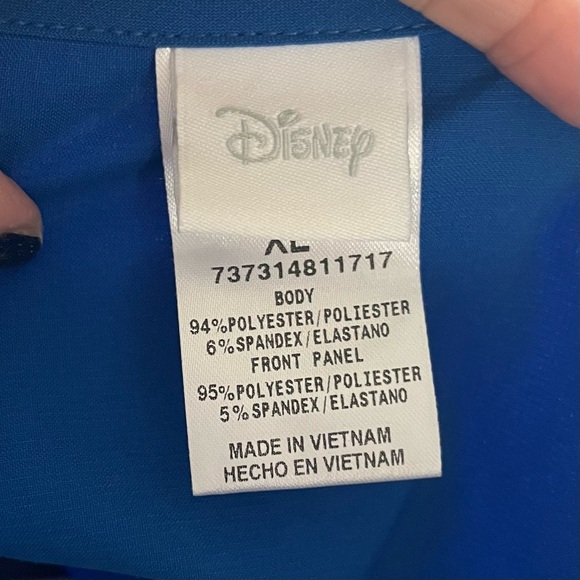 Disney
XL
737314811717
BODY
94%POLYESTER/POLIESTER
6%SPANDEX/ELASTANO
FRONT PANEL
95%POLYESTER/POLIESTER
5%SPANDEX/ELASTANO
MADE IN VIETNAM
HECHO EN VIETNAM